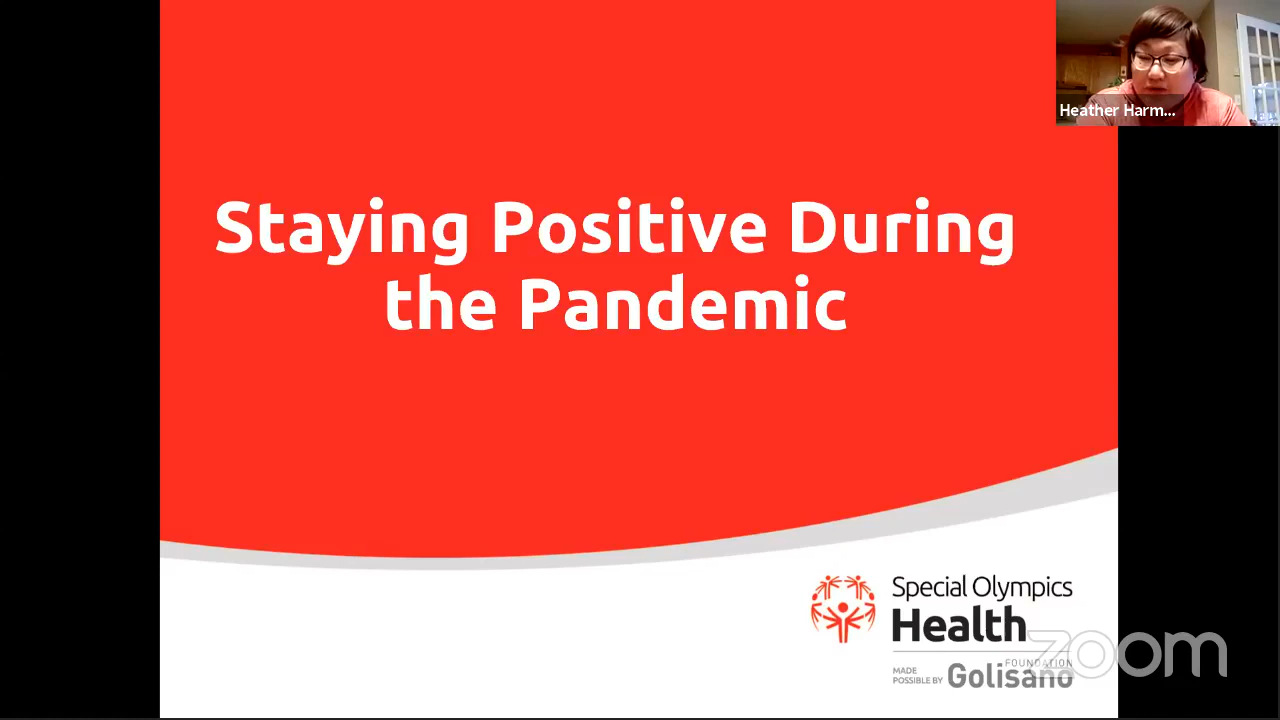 Heather Harm...
Staying Positive During
the Pandemic
Special Olympics
Health
MADE
POSSIBLE BY
FOUNDATION
Golisano
zoom